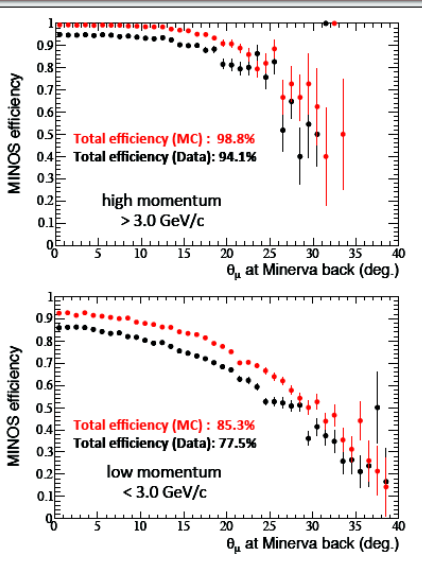 1
0.9
0.8
0.7
0.6
0.5
0.4
0.3
0.2
0.1
0
MINOS efficiency
Total efficiency (MC) : 98.8%
Total efficiency (Data): 94.1%
high momentum
> 3.0 GeV/c
0 5 10 15 20 25 30 35 40
θμ at Minerva back (deg.)
1
0.9
0.8
0.7
0.6
0.5
0.4
0.3
0.2
0.1
MINOS efficiency
Total efficiency (MC) : 85.3%
Total efficiency (Data): 77.5%
low momentum
< 3.0 GeV/c
0 5 10 15 20 25 30 35 40
θμ at Minerva back (deg.)